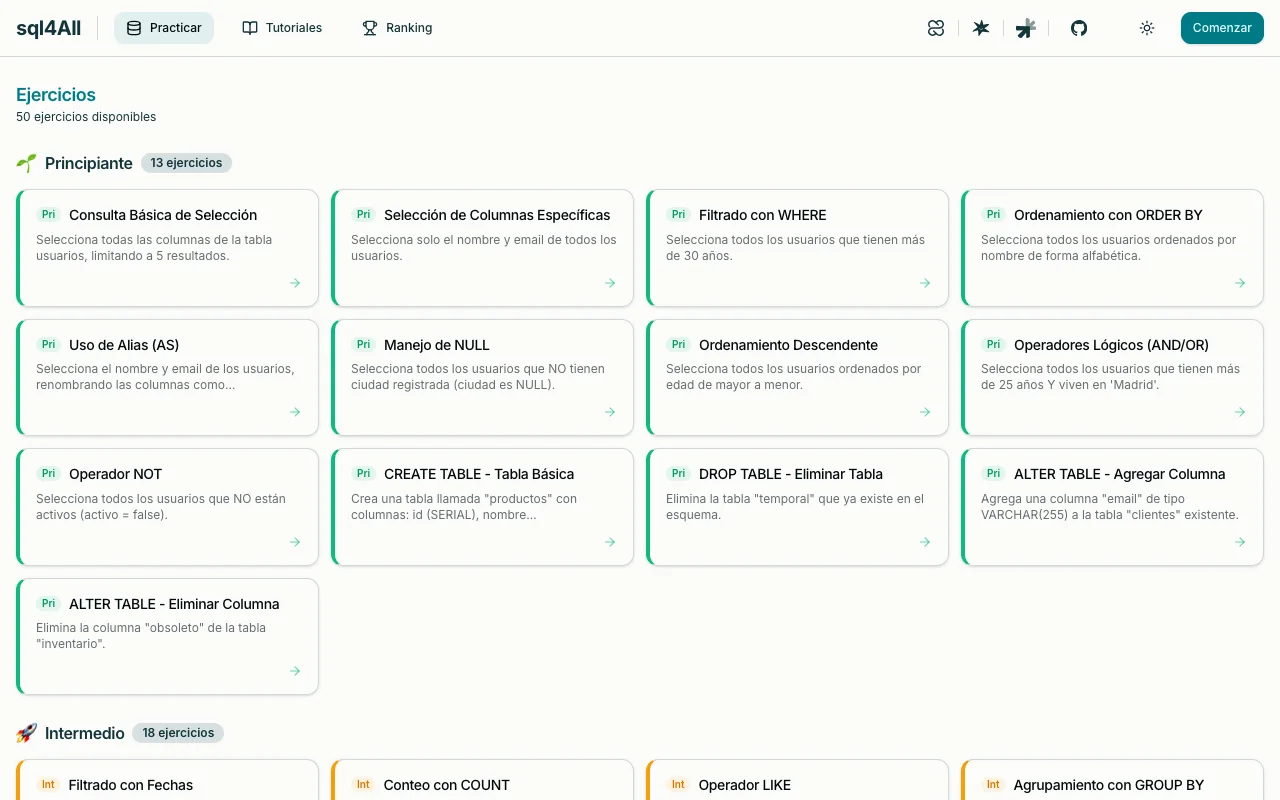 sql4All
Practicar
Tutoriales
Ranking
Comenzar
Ejercicios
50 ejercicios disponibles
Principiante
13 ejercicios
Pri
Consulta Básica de Selección
Selecciona todas las columnas de la tabla
usuarios, limitando a 5 resultados.
Pri
Selección de Columnas Específicas
Selecciona solo el nombre y email de todos los
usuarios.
Pri
Filtrado con WHERE
Selecciona todos los usuarios que tienen más
de 30 años.
Pri
Ordenamiento con ORDER BY
Selecciona todos los usuarios ordenados por
nombre de forma alfabética.
Pri
Uso de Alias (AS)
Selecciona el nombre y email de los usuarios,
renombrando las columnas como...
Pri
Manejo de NULL
Selecciona todos los usuarios que NO tienen
ciudad registrada (ciudad es NULL).
Pri
Ordenamiento Descendente
Selecciona todos los usuarios ordenados por
edad de mayor a menor.
Pri
Operadores Lógicos (AND/OR)
Selecciona todos los usuarios que tienen más
de 25 años Y viven en 'Madrid'.
Pri
Operador NOT
Selecciona todos los usuarios que NO están
activos (activo = false).
Pri
CREATE TABLE - Tabla Básica
Crea una tabla llamada "productos" con
columnas: id (SERIAL), nombre...
Pri
DROP TABLE - Eliminar Tabla
Elimina la tabla "temporal" que ya existe en el
esquema.
Pri
ALTER TABLE - Agregar Columna
Agrega una columna "email" de tipo
VARCHAR(255) a la tabla "clientes" existente.
Pri
ALTER TABLE - Eliminar Columna
Elimina la columna "obsoleto" de la tabla
"inventario".
Intermedio
18 ejercicios
Int
Filtrado con Fechas
Int
Conteo con COUNT
Int
Operador LIKE
Int
Agrupamiento con GROUP BY